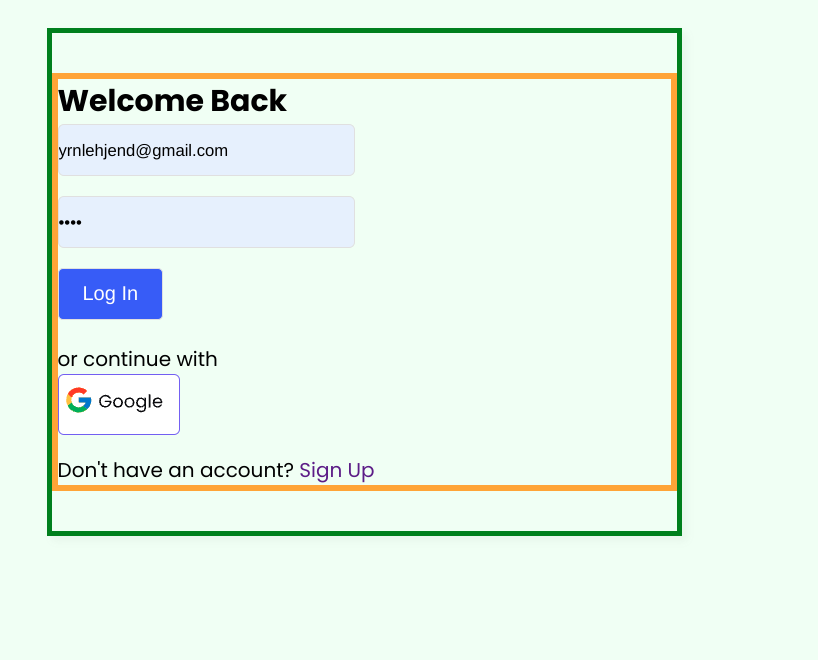 Welcome Back
yrnlehjend@gmail.com
••••
Log In
or continue with
Google
Don't have an account? Sign Up